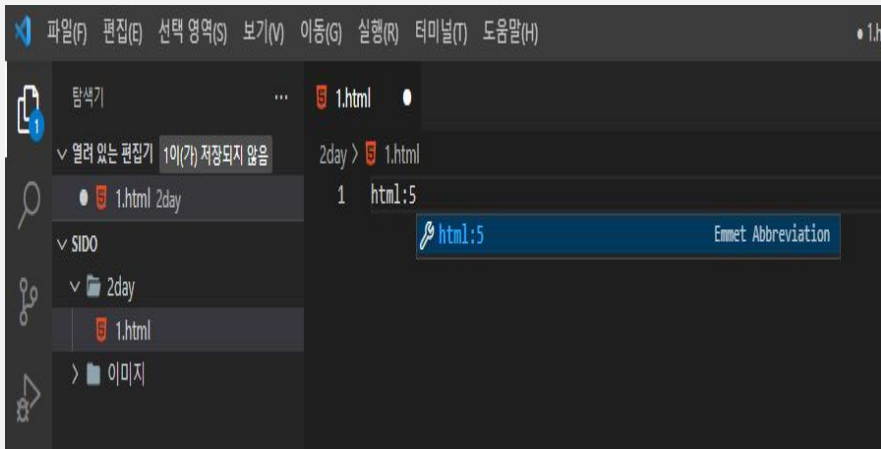 파일(F) 편집(E) 선택 영역(S) 보기(V) 이동(G) 실행(R) 터미널(T) 도움말(H) ● 1.h
탐색기 ... 1.html ●
열려 있는 편집기 1이(가) 저장되지 않음
2day > 1.html
● 1.html 2day
1 html:5
html:5 Emmet Abbreviation
SIDO
2day
1.html
이미지
1